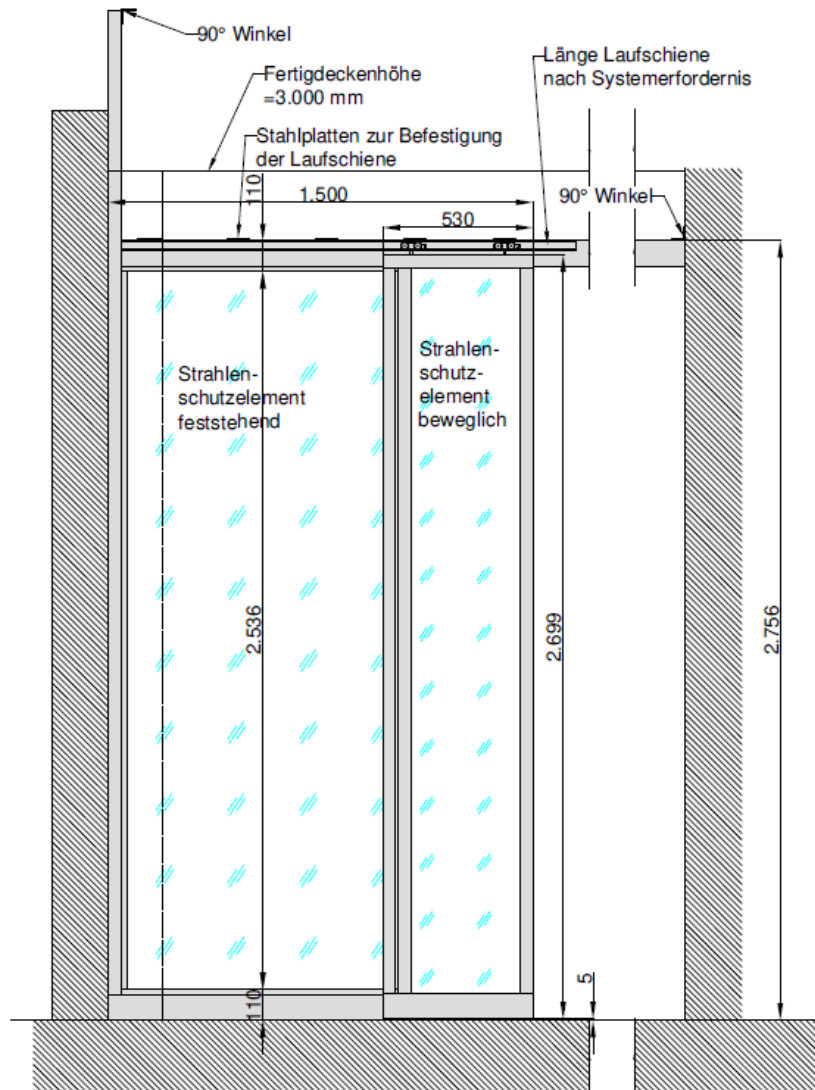 90° Winkel
Länge Laufschiene
nach Systemerfordernis
Fertigdeckenhöhe
=3.000 mm
Stahlplatten zur Befestigung
der Laufschiene
110
1.500
90° Winkel
530
Strahlen-
schutzelement
feststehend
Strahlen-
schutz-
element
beweglich
2.536
2.699
2.756
110
5